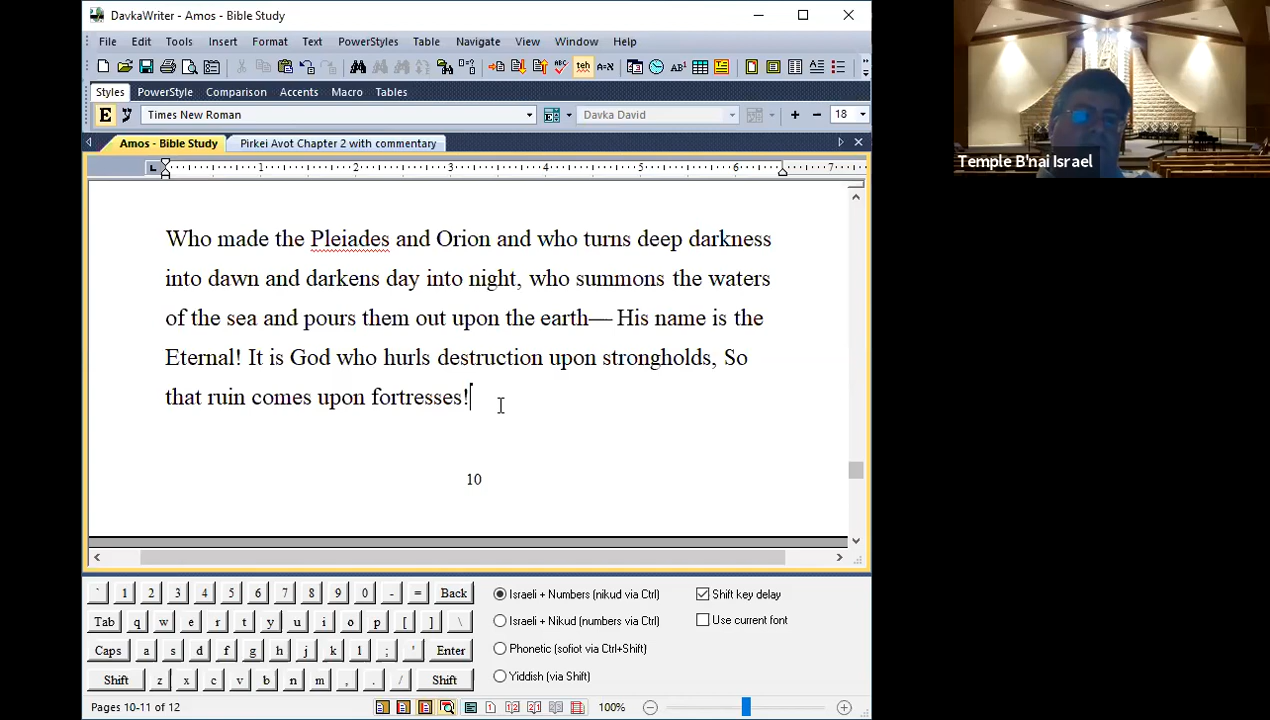 DavkaWriter - Amos - Bible Study
File Edit Tools Insert Format Text PowerStyles Table Navigate View Window Help
Styles PowerStyle Comparison Accents Macro Tables
E Times New Roman Davka David + - 18
Amos - Bible Study Pirkei Avot Chapter 2 with commentary
1 2 3 4 5 6 7
Who made the Pleiades and Orion and who turns deep darkness
into dawn and darkens day into night, who summons the waters
of the sea and pours them out upon the earth— His name is the
Eternal! It is God who hurls destruction upon strongholds, So
that ruin comes upon fortresses!
10
` 1 2 3 4 5 6 7 8 9 0 - = Back
Tab q w e r t y u i o p [ ] \
Caps a s d f g h j k l ; ' Enter
Shift z x c v b n m , . / Shift
Israeli + Numbers (nikud via Ctrl)
Israeli + Nikud (numbers via Ctrl)
Phonetic (sofiot via Ctrl+Shift)
Yiddish (via Shift)
Shift key delay
Use current font
Pages 10-11 of 12 100%
Temple B'nai Israel